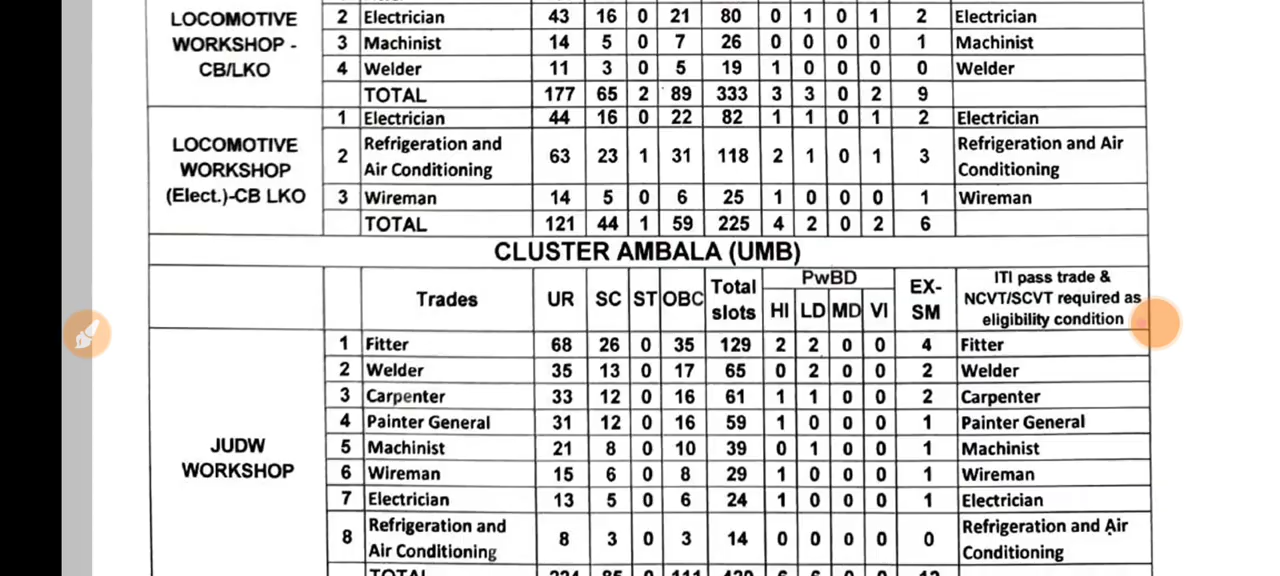 LOCOMOTIVE WORKSHOP - CB/LKO
2 Electrician 43 16 0 21 80 0 1 0 1 2 Electrician
3 Machinist 14 5 0 7 26 0 0 0 0 1 Machinist
4 Welder 11 3 0 5 19 1 0 0 0 0 Welder
TOTAL 177 65 2 89 333 3 3 0 2 9
LOCOMOTIVE WORKSHOP (Elect.)-CB LKO
1 Electrician 44 16 0 22 82 1 1 0 1 2 Electrician
2 Refrigeration and Air Conditioning 63 23 1 31 118 2 1 0 1 3 Refrigeration and Air Conditioning
3 Wireman 14 5 0 6 25 1 0 0 0 1 Wireman
TOTAL 121 44 1 59 225 4 2 0 2 6
CLUSTER AMBALA (UMB)
Trades UR SC ST OBC Total slots PwBD HI LD MD VI EX-SM ITI pass trade & NCVT/SCVT required as eligibility condition
JUDW WORKSHOP
1 Fitter 68 26 0 35 129 2 2 0 0 4 Fitter
2 Welder 35 13 0 17 65 0 2 0 0 2 Welder
3 Carpenter 33 12 0 16 61 1 1 0 0 2 Carpenter
4 Painter General 31 12 0 16 59 1 0 0 0 1 Painter General
5 Machinist 21 8 0 10 39 0 1 0 0 1 Machinist
6 Wireman 15 6 0 8 29 1 0 0 0 1 Wireman
7 Electrician 13 5 0 6 24 1 0 0 0 1 Electrician
8 Refrigeration and Air Conditioning 8 3 0 3 14 0 0 0 0 0 Refrigeration and Air Conditioning
TOTAL